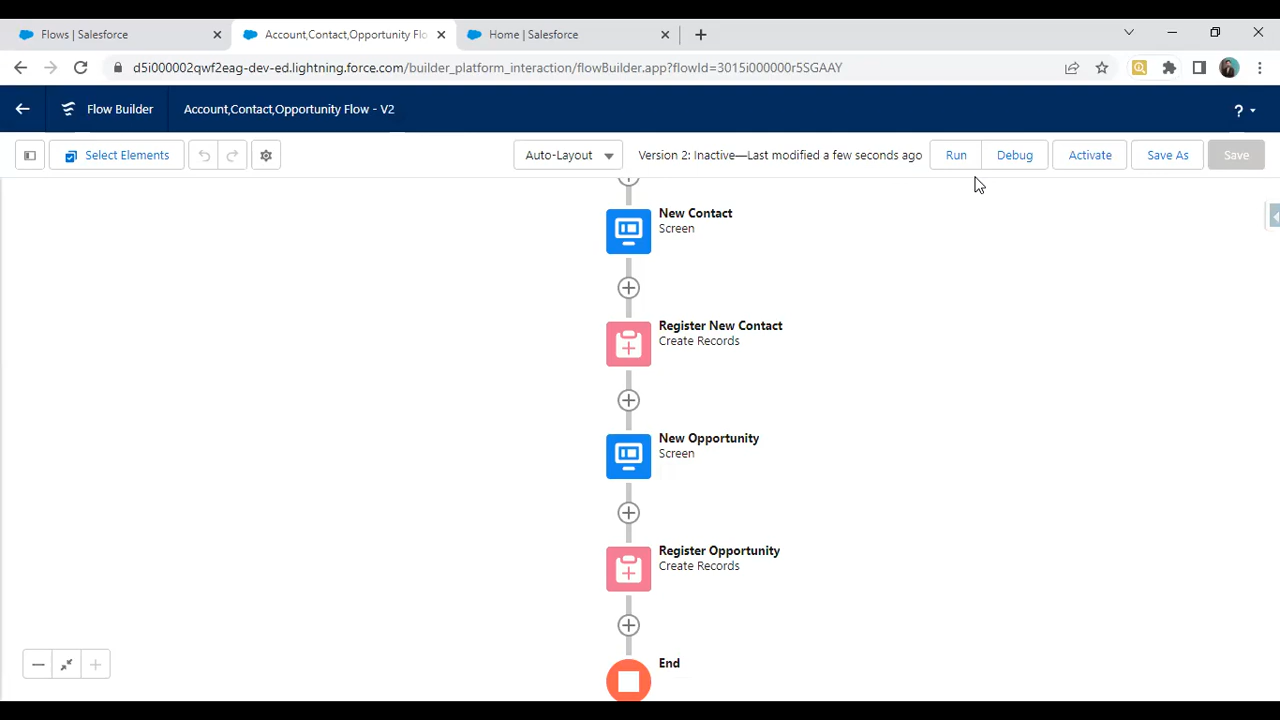 Flows | Salesforce
Account,Contact,Opportunity Flo
Home | Salesforce
d5i000002qwf2eag-dev-ed.lightning.force.com/builder_platform_interaction/flowBuilder.app?flowId=3015i000000r5SGAAY
Flow Builder
Account,Contact,Opportunity Flow - V2
?
Select Elements
Auto-Layout
Version 2: Inactive—Last modified a few seconds ago
Run
Debug
Activate
Save As
Save
New Contact
Screen
Register New Contact
Create Records
New Opportunity
Screen
Register Opportunity
Create Records
End